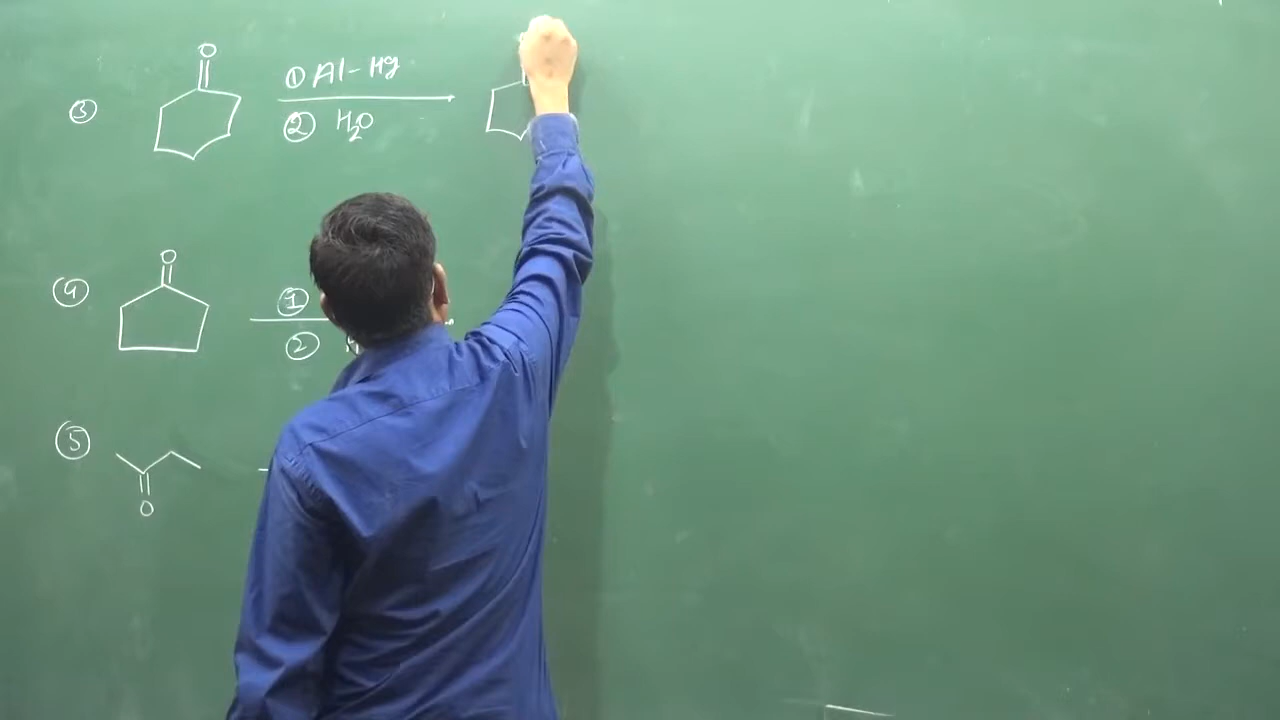 ③ O ① Al-Hg
② H₂O
④ O ①
②
⑤ O